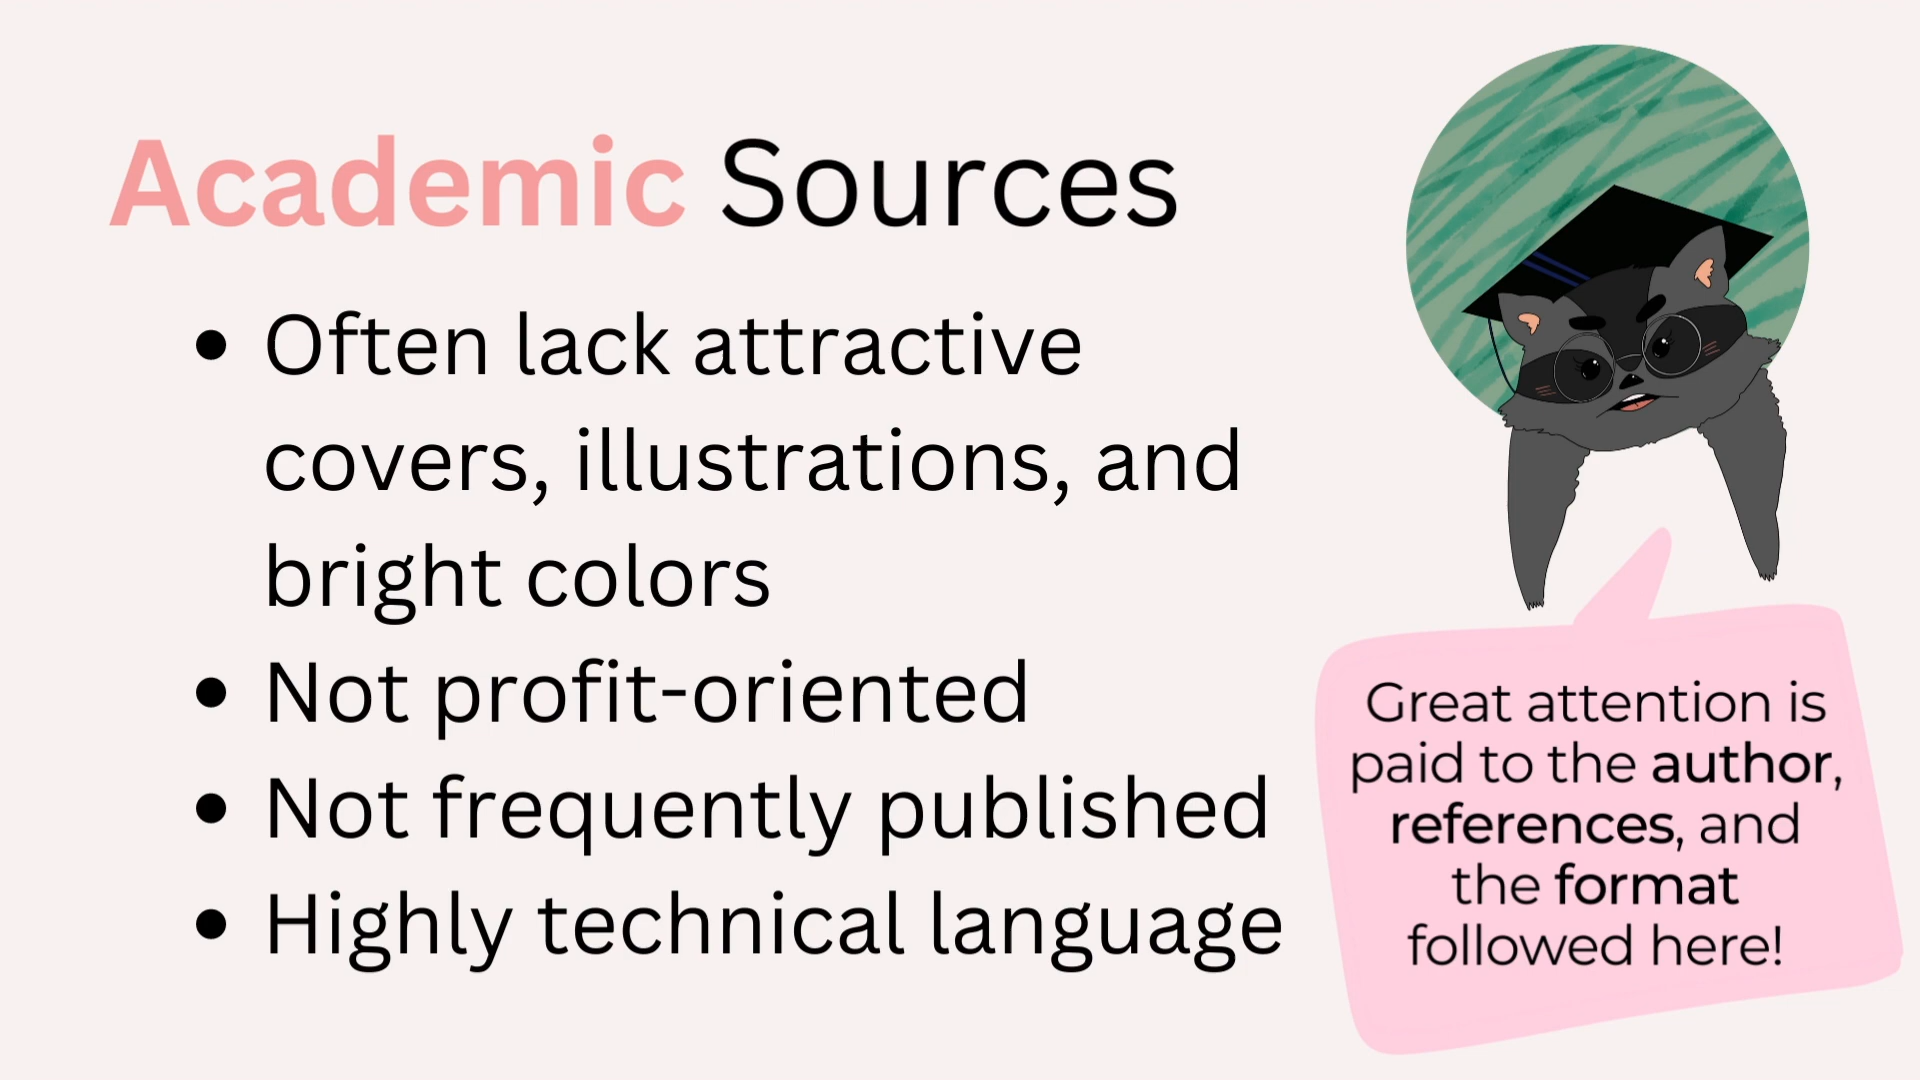 Academic Sources
• Often lack attractive
covers, illustrations, and
bright colors
• Not profit-oriented
• Not frequently published
• Highly technical language
Great attention is
paid to the author,
references, and
the format
followed here!